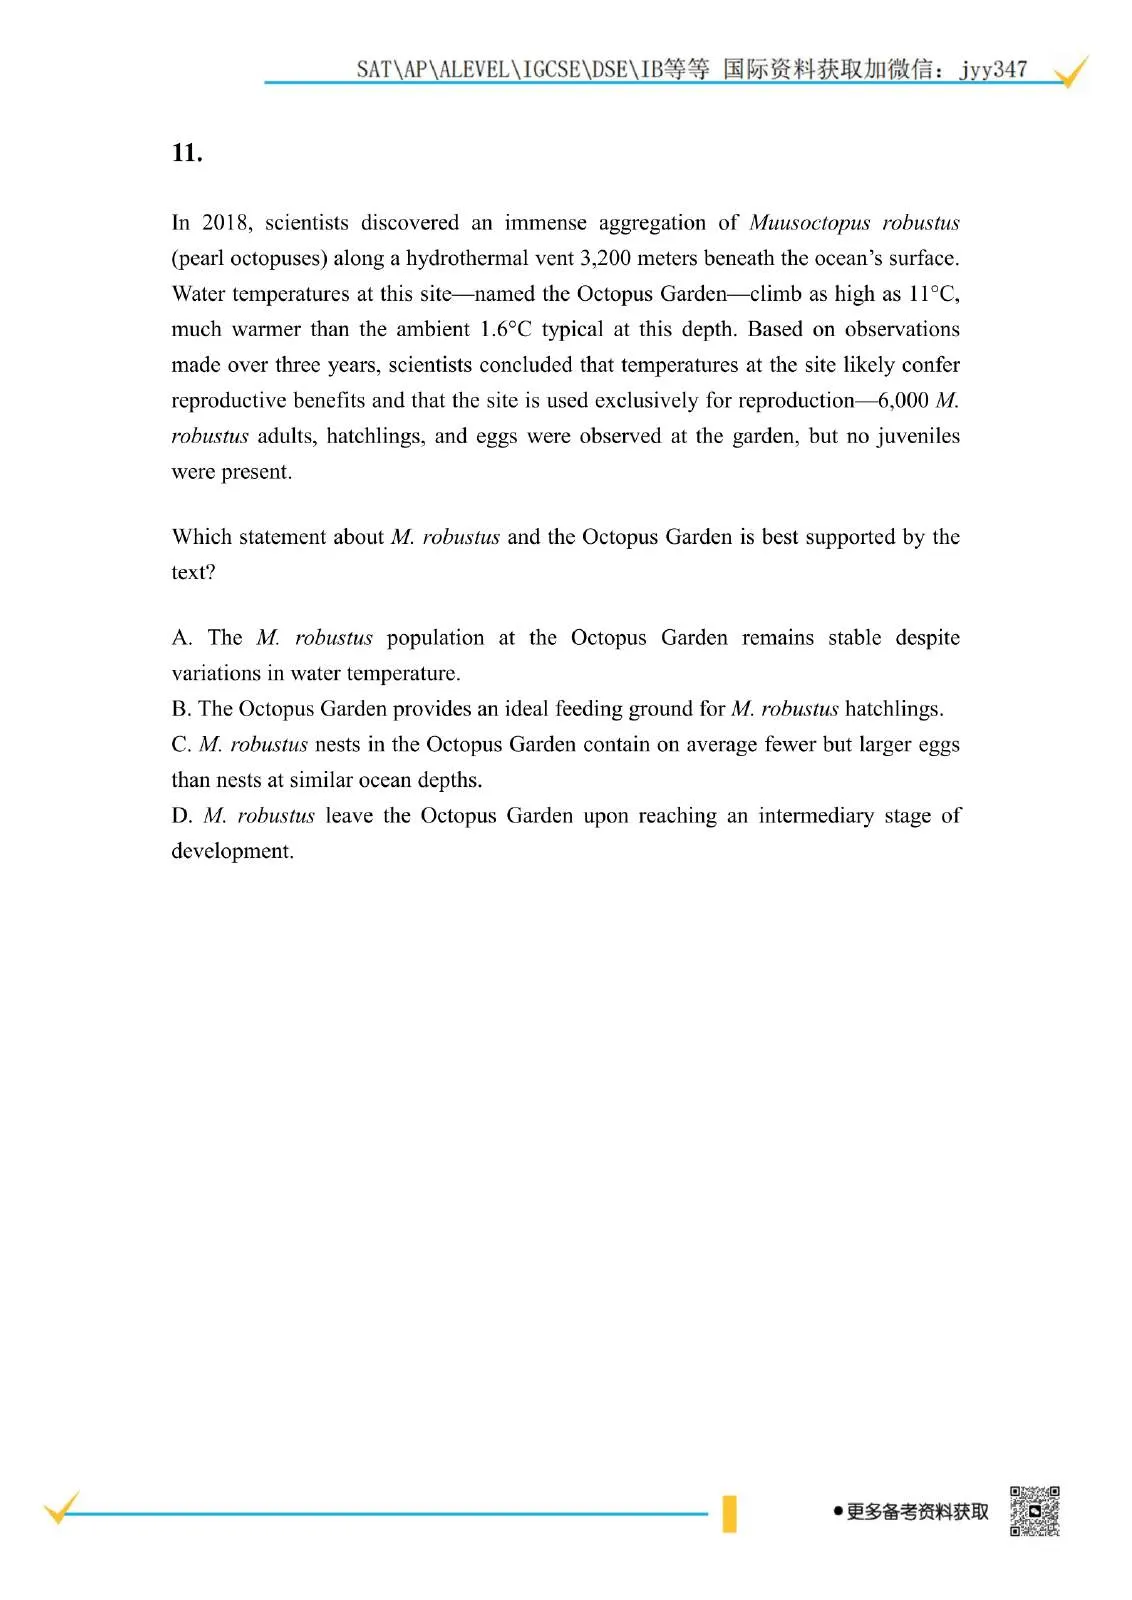 SAT\AP\ALEVEL\IGCSE\DSE\IB等等 国际资料获取加微信：jyy347
11.
In 2018, scientists discovered an immense aggregation of Muusoctopus robustus
(pearl octopuses) along a hydrothermal vent 3,200 meters beneath the ocean’s surface.
Water temperatures at this site—named the Octopus Garden—climb as high as 11°C,
much warmer than the ambient 1.6°C typical at this depth. Based on observations
made over three years, scientists concluded that temperatures at the site likely confer
reproductive benefits and that the site is used exclusively for reproduction—6,000 M.
robustus adults, hatchlings, and eggs were observed at the garden, but no juveniles
were present.
Which statement about M. robustus and the Octopus Garden is best supported by the
text?
A. The M. robustus population at the Octopus Garden remains stable despite
variations in water temperature.
B. The Octopus Garden provides an ideal feeding ground for M. robustus hatchlings.
C. M. robustus nests in the Octopus Garden contain on average fewer but larger eggs
than nests at similar ocean depths.
D. M. robustus leave the Octopus Garden upon reaching an intermediary stage of
development.
●更多备考资料获取